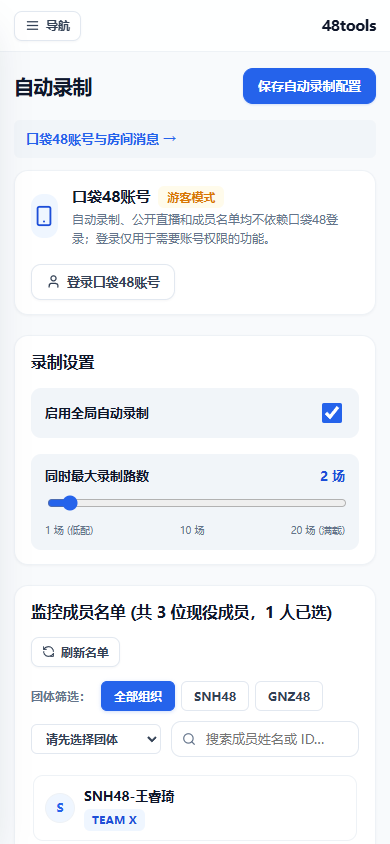 导航
48tools
自动录制
保存自动录制配置
口袋48账号与房间消息 →
口袋48账号 游客模式
自动录制、公开直播和成员名单均不依赖口袋48登
录；登录仅用于需要账号权限的功能。
登录口袋48账号
录制设置
启用全局自动录制
同时最大录制路数 2 场
1 场 (低配) 10 场 20 场 (满载)
监控成员名单 (共 3 位现役成员，1 人已选)
刷新名单
团体筛选： 全部组织 SNH48 GNZ48
请先选择团体 搜索成员姓名或 ID...
S
SNH48-王睿琦
TEAM X